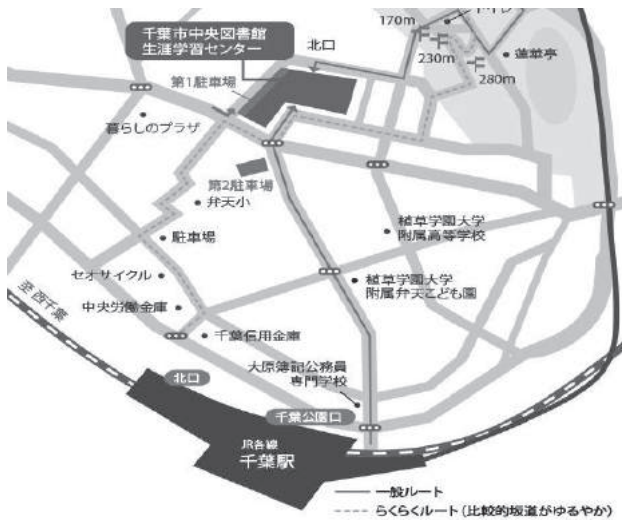 170m
千葉市中央図書館
生涯学習センター
北口
230m
蓮華亭
280m
第1駐車場
暮らしのプラザ
第2駐車場
弁天小
植草学園大学
附属高等学校
駐車場
セオサイクル
植草学園大学
附属弁天こども園
至西千葉
中央労働金庫
千葉信用金庫
大原簿記公務員
専門学校
北口
千葉公園口
JR各線
千葉駅
一般ルート
らくらくルート(比較的坂道がゆるやか)